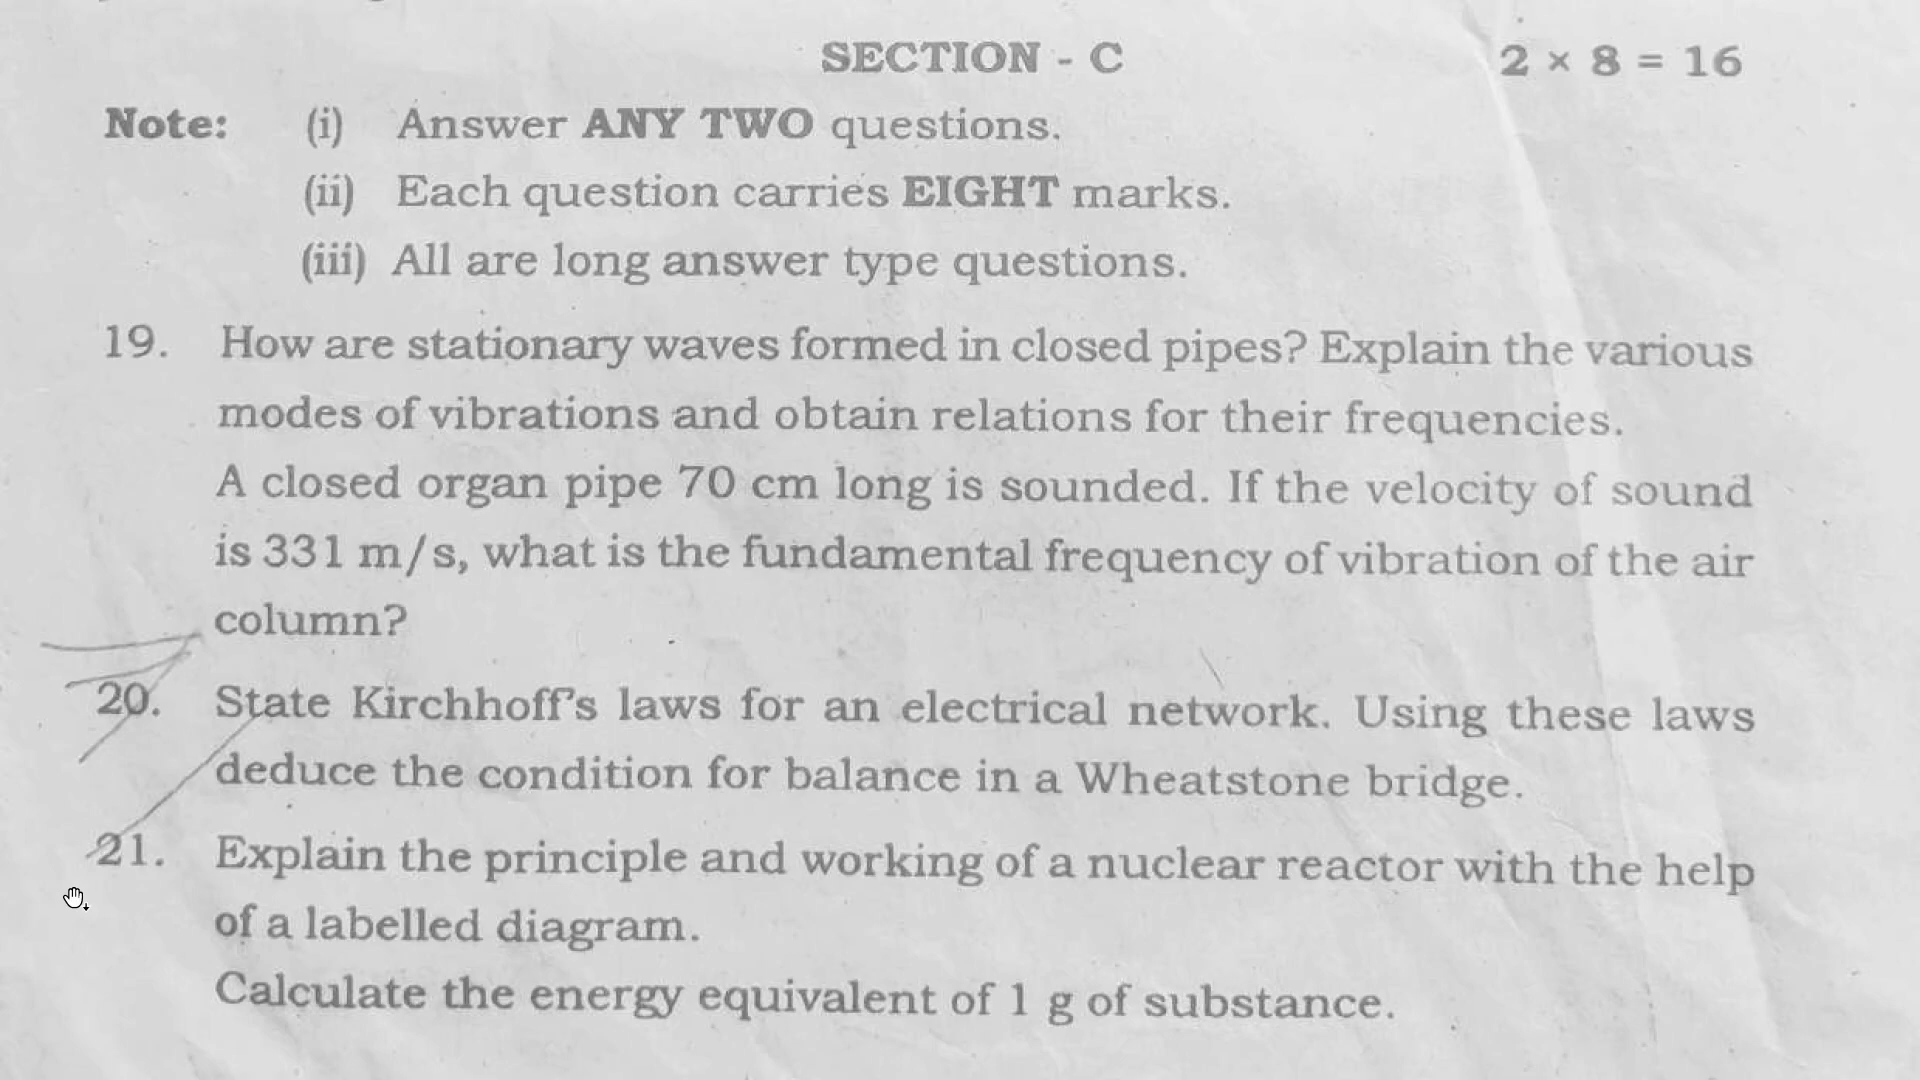 SECTION - C 2 × 8 = 16
Note: (i) Answer ANY TWO questions.
(ii) Each question carries EIGHT marks.
(iii) All are long answer type questions.
19. How are stationary waves formed in closed pipes? Explain the various
modes of vibrations and obtain relations for their frequencies.
A closed organ pipe 70 cm long is sounded. If the velocity of sound
is 331 m/s, what is the fundamental frequency of vibration of the air
column?
20. State Kirchhoff's laws for an electrical network. Using these laws
deduce the condition for balance in a Wheatstone bridge.
21. Explain the principle and working of a nuclear reactor with the help
of a labelled diagram.
Calculate the energy equivalent of 1 g of substance.